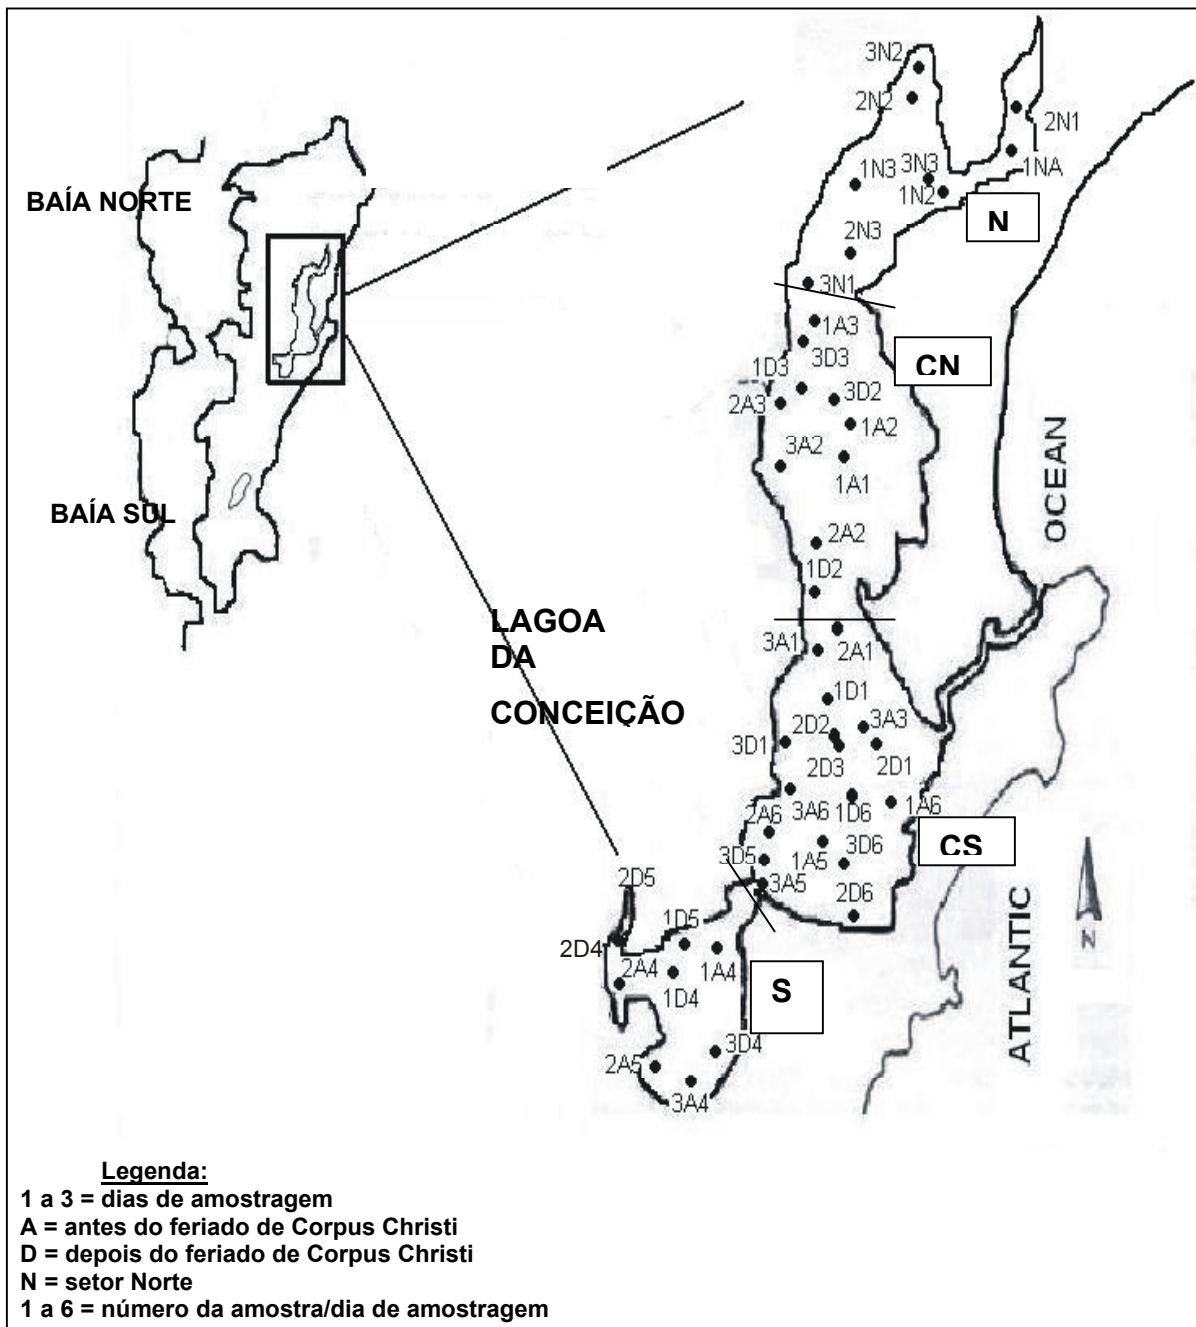 BAÍA NORTE
BAÍA SUL
LAGOA
DA
CONCEIÇÃO
3N2
2N2
2N1
1NA
1N3
3N3
1N2
N
2N3
3N1
1A3
3D3
CN
1D3
3D2
2A3
1A2
3A2
1A1
2A2
1D2
OCEAN
3A1
2A1
1D1
2D2
3A3
3D1
2D3
2D1
2A6
3A6
1D6
1A6
3D5
1A5
3D6
CS
3A5
2D6
2D5
1D5
2D4
2A4
1A4
1D4
S
3D4
2A5
3A4
ATLANTIC
N
Legenda:
1 a 3 = dias de amostragem
A = antes do feriado de Corpus Christi
D = depois do feriado de Corpus Christi
N = setor Norte
1 a 6 = número da amostra/dia de amostragem